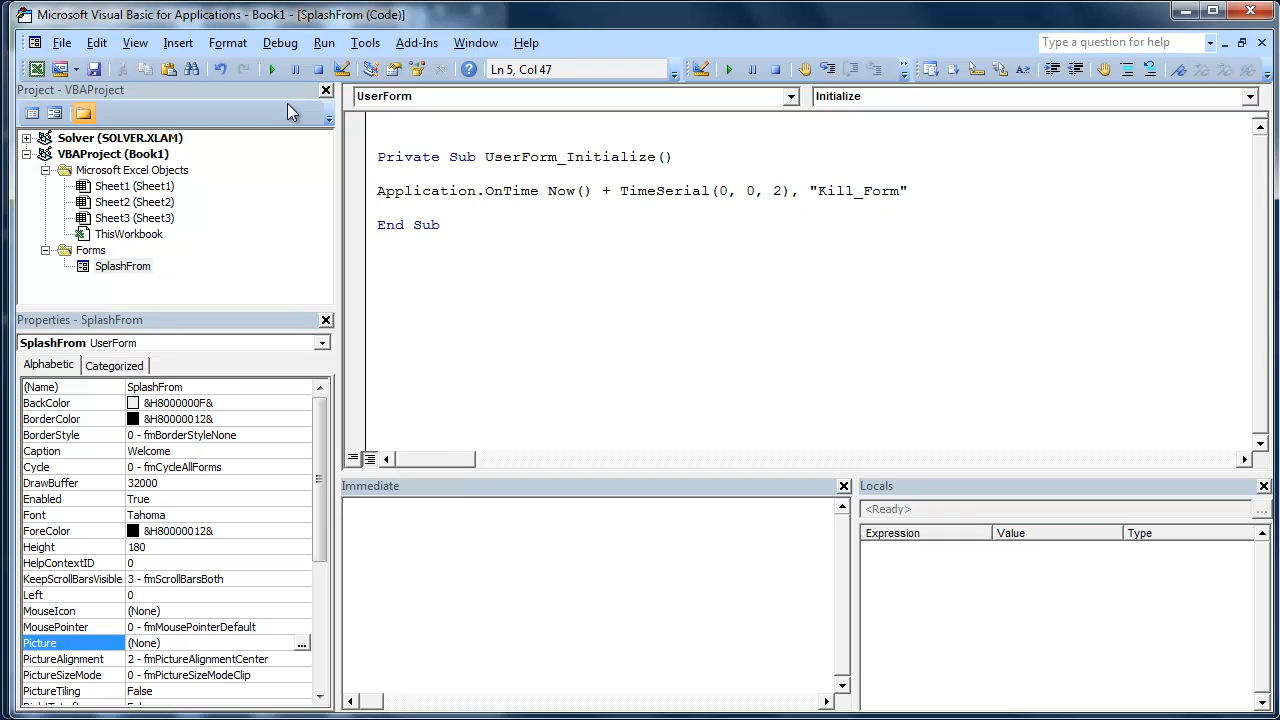 Microsoft Visual Basic for Applications - Book1 - [SplashFrom (Code)]
File Edit View Insert Format Debug Run Tools Add-Ins Window Help
Type a question for help
Ln 5, Col 47
Project - VBAProject
UserForm
Initialize
Solver (SOLVER.XLAM)
VBAProject (Book1)
Microsoft Excel Objects
Sheet1 (Sheet1)
Sheet2 (Sheet2)
Sheet3 (Sheet3)
ThisWorkbook
Forms
SplashFrom
Private Sub UserForm_Initialize()
Application.OnTime Now() + TimeSerial(0, 0, 2), "Kill_Form"
End Sub
Properties - SplashFrom
SplashFrom UserForm
Alphabetic Categorized
(Name) SplashFrom
BackColor &H8000000F&
BorderColor &H80000012&
BorderStyle 0 - fmBorderStyleNone
Caption Welcome
Cycle 0 - fmCycleAllForms
DrawBuffer 32000
Enabled True
Font Tahoma
ForeColor &H80000012&
Height 180
HelpContextID 0
KeepScrollBarsVisible 3 - fmScrollBarsBoth
Left 0
MouseIcon (None)
MousePointer 0 - fmMousePointerDefault
Picture (None) ...
PictureAlignment 2 - fmPictureAlignmentCenter
PictureSizeMode 0 - fmPictureSizeModeClip
PictureTiling False
Immediate
Locals
<Ready>
...
Expression Value Type